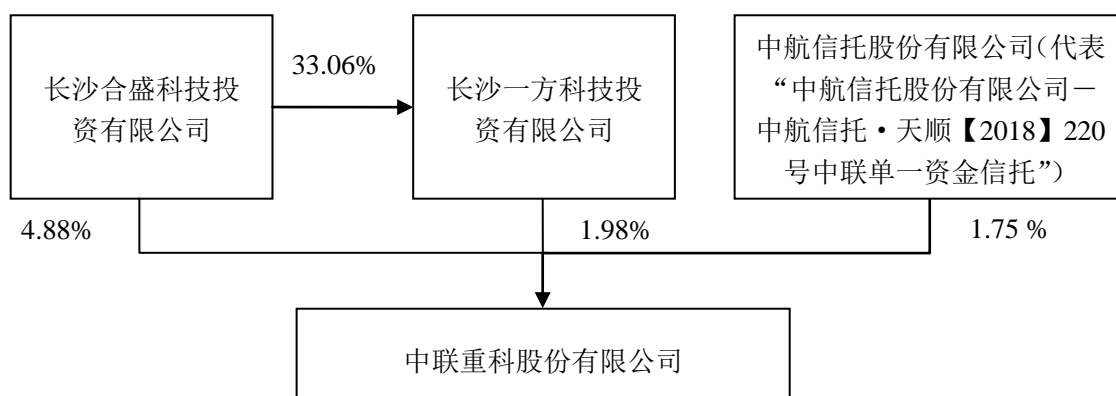 长沙合盛科技投
资有限公司
33.06%
长沙一方科技投
资有限公司
中航信托股份有限公司（代表
“中航信托股份有限公司－
中航信托·天顺【2018】220
号中联单一资金信托”）
4.88%
1.98%
1.75 %
中联重科股份有限公司